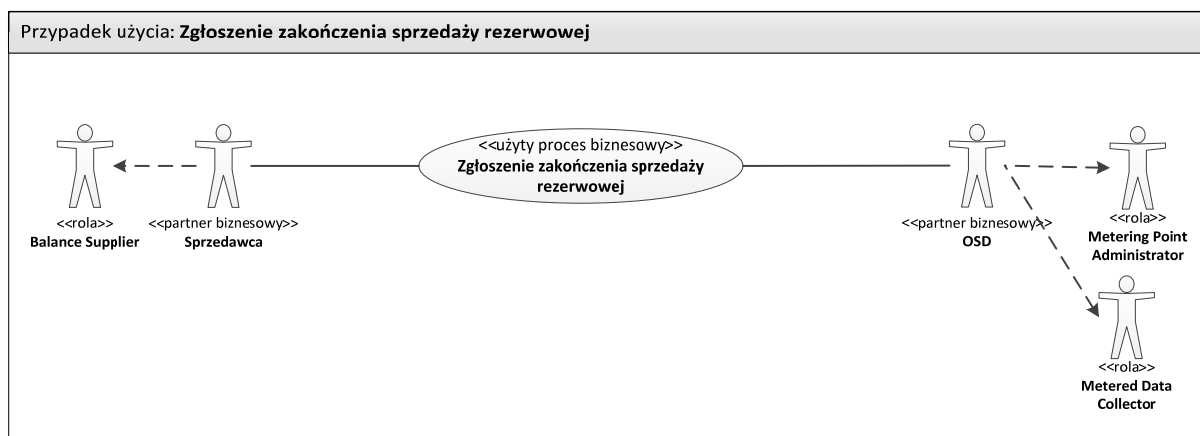 Przypadek użycia: Zgłoszenie zakończenia sprzedaży rezerwowej
<<użyty proces biznesowy>>
Zgłoszenie zakończenia sprzedaży
rezerwowej
<<rola>>
Balance Supplier
<<partner biznesowy>>
Sprzedawca
<<partner biznesowy>>
OSD
<<rola>>
Metering Point
Administrator
<<rola>>
Metered Data
Collector